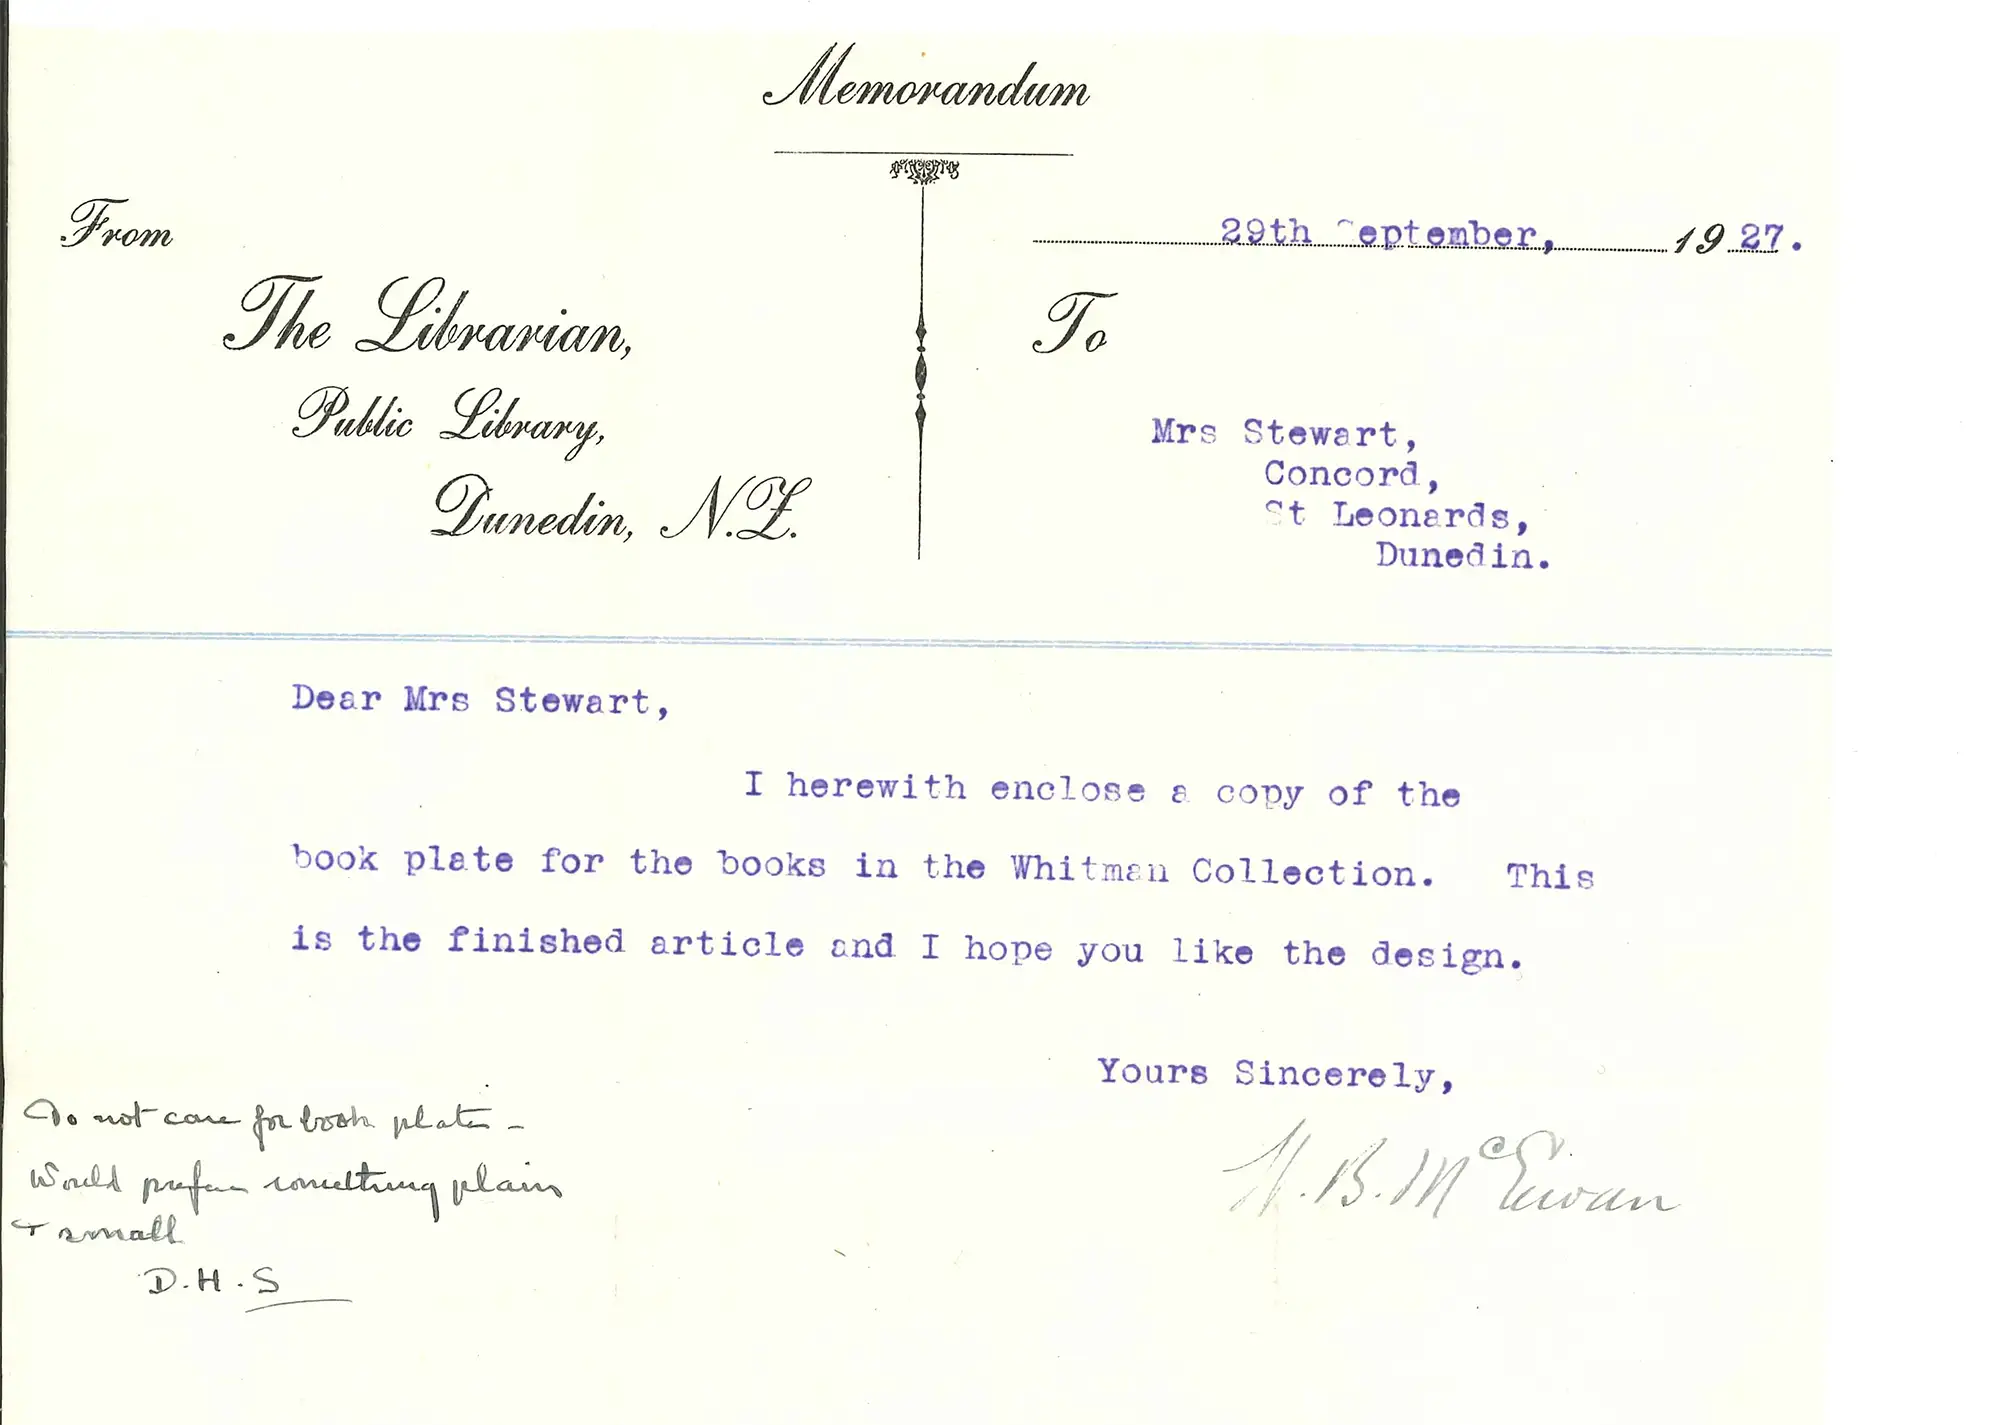 Memorandum
From
The Librarian,
Public Library,
Dunedin, N.Z.
29th September, 1927.
To
Mrs Stewart,
Concord,
St Leonards,
Dunedin.
Dear Mrs Stewart,
I herewith enclose a copy of the
book plate for the books in the Whitman Collection. This
is the finished article and I hope you like the design.
Yours Sincerely,
W. B. McEwan
Do not care for book plate -
Would prefer something plain
+ small
D.H.S